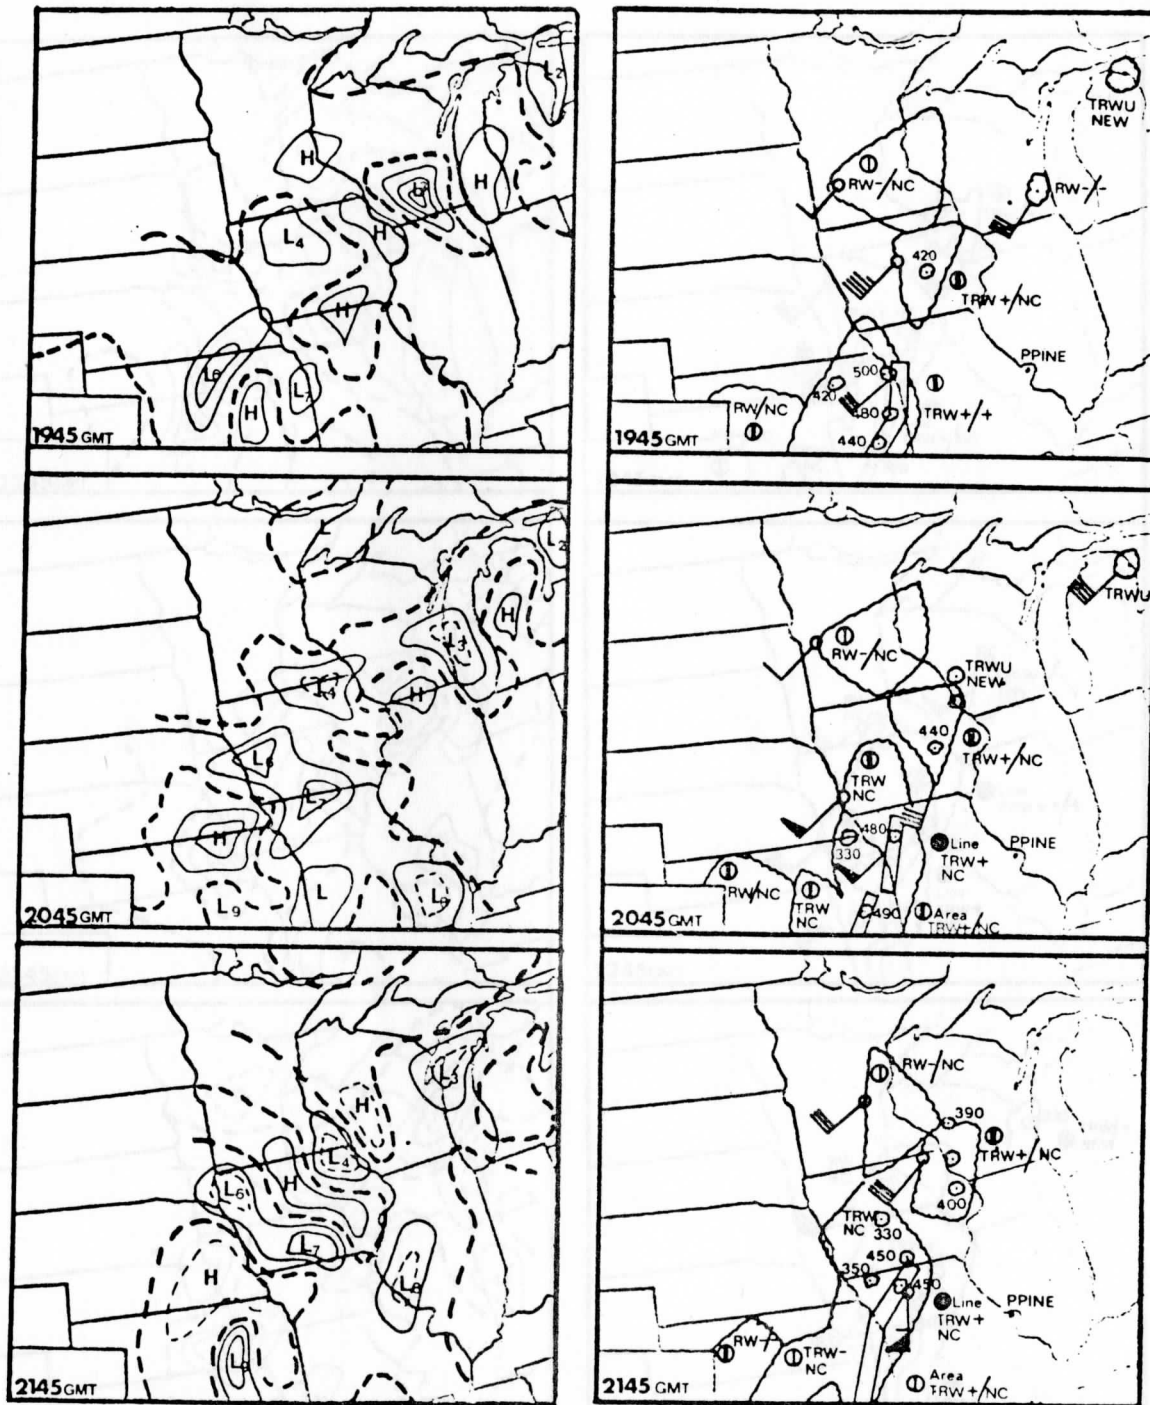 L2
H
L3
H
L4
H
H
L6
H
L7
1945 GMT
TRWU
NEW
RW-/NC
RW-/-
420
TRW+/NC
PPINE
500
420
480
440
TRW+/+
RW/NC
1945 GMT
L
L2
H
L3
L4
H
L6
L7
H
L9
L
L8
2045 GMT
TRWU
RW-/NC
TRWU
NEW
440
TRW+/NC
TRW
NC
480
330
Line
TRW+
NC
PPINE
RW/NC
TRW
NC
490
Area
TRW+/NC
2045 GMT
L3
H
L4
H
L6
L7
H
L8
L9
2145 GMT
RW-/NC
390
TRW+/NC
400
TRW
NC
330
450
350
450
Line
TRW+
NC
PPINE
TRW-
NC
Area
TRW+/NC
2145 GMT